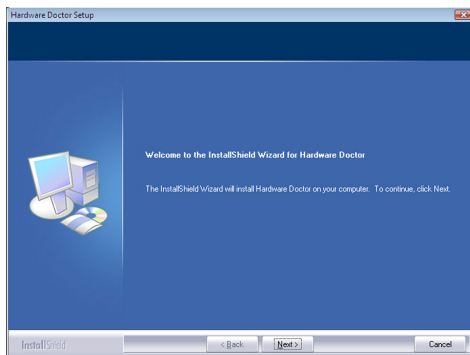 Hardware Doctor Setup
Welcome to the InstallShield Wizard for Hardware Doctor
The InstallShield Wizard will install Hardware Doctor on your computer. To continue, click Next.
InstallShield
< Back
Next >
Cancel